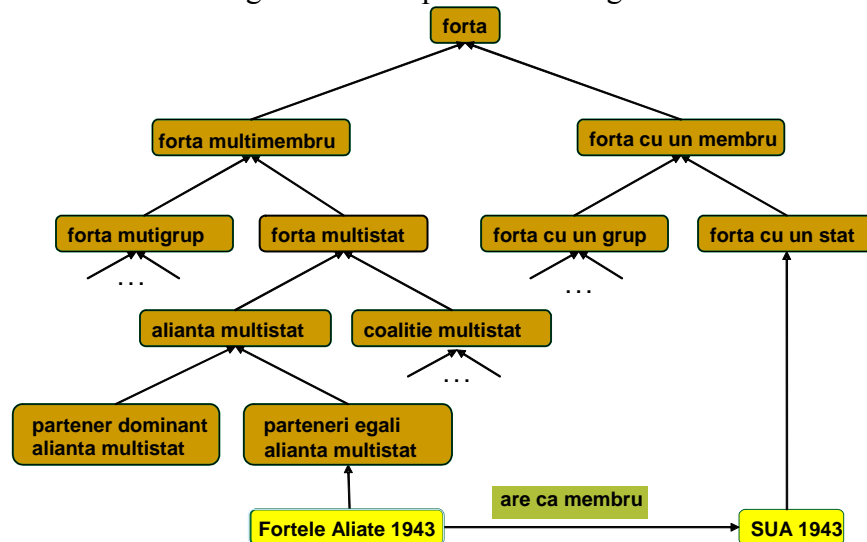 forta
forta multimembru
forta cu un membru
forta mutigrup
forta multistat
forta cu un grup
forta cu un stat
. . .
. . .
alianta multistat
coalitie multistat
. . .
partener dominant
alianta multistat
parteneri egali
alianta multistat
are ca membru
Fortele Aliate 1943
SUA 1943